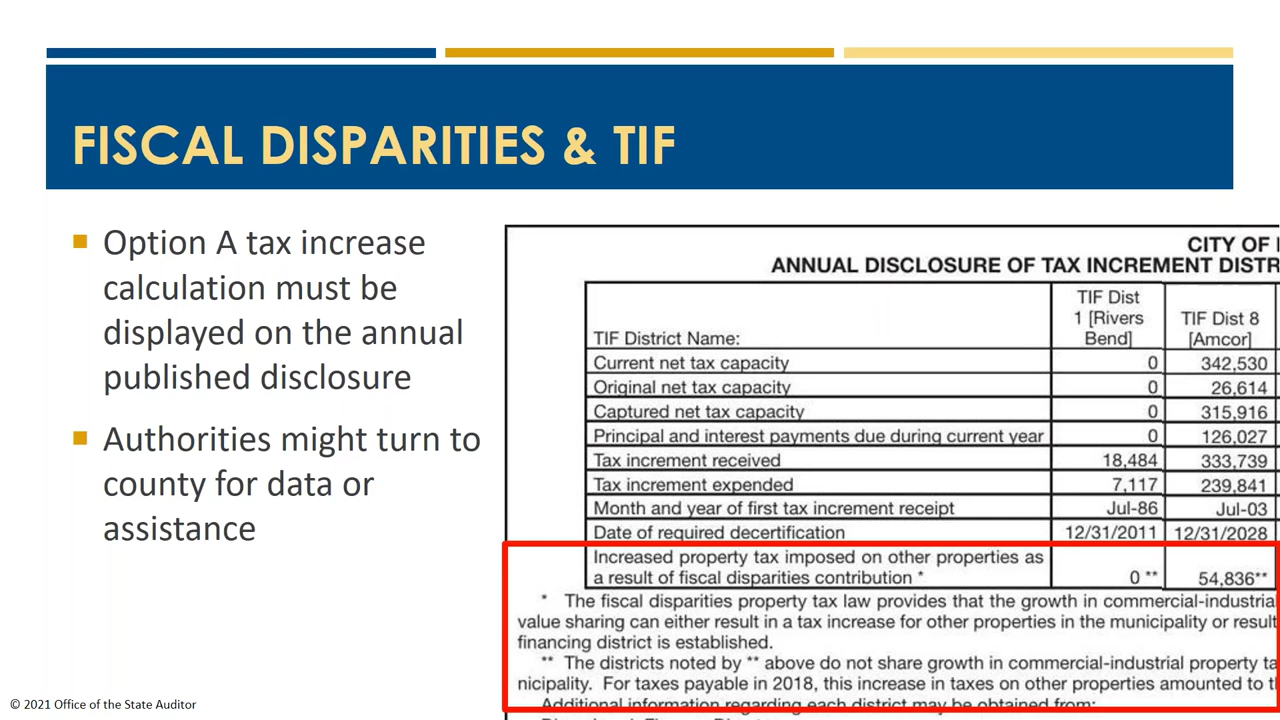 FISCAL DISPARITIES & TIF
Option A tax increase
calculation must be
displayed on the annual
published disclosure
Authorities might turn to
county for data or
assistance
CITY OF
ANNUAL DISCLOSURE OF TAX INCREMENT DISTR
TIF District Name: TIF Dist 1 [Rivers Bend] TIF Dist 8 [Amcor]
Current net tax capacity 0 342,530
Original net tax capacity 0 26,614
Captured net tax capacity 0 315,916
Principal and interest payments due during current year 0 126,027
Tax increment received 18,484 333,739
Tax increment expended 7,117 239,841
Month and year of first tax increment receipt Jul-86 Jul-03
Date of required decertification 12/31/2011 12/31/2028
Increased property tax imposed on other properties as
a result of fiscal disparities contribution * 0 ** 54,836**
* The fiscal disparities property tax law provides that the growth in commercial-industria
value sharing can either result in a tax increase for other properties in the municipality or result
financing district is established.
** The districts noted by ** above do not share growth in commercial-industrial property ta
nicipality. For taxes payable in 2018, this increase in taxes on other properties amounted to t
Additional information regarding each district may be obtained from:
© 2021 Office of the State Auditor